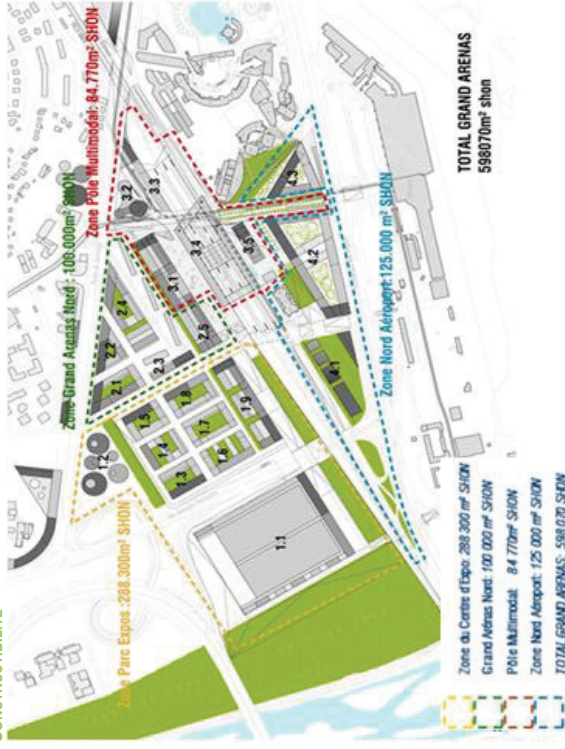 CONSTRUCTIBILITÉ
Zone Parc Expos :288.300m² SHON
Zone Grand Arenas Nord : 100.000m² SHON
Zone Pôle Multimodal: 84.770m² SHON
1.2
2.1
2.2
2.4
2.3
2.5
3.1
3.2
3.3
3.4
3.5
1.5
1.4
1.3
1.8
1.7
1.6
1.9
1.1
4.1
4.2
4.3
Zone Nord Aéroport:125.000 m² SHON
TOTAL GRAND ARENAS
598070m² shon
Zone du Centre d'Expo: 288 300 m² SHON
Grand Arénas Nord: 100 000 m² SHON
Pôle Multimodal: 84 770m² SHON
Zone Nord Aéroport: 125 000 m² SHON
TOTAL GRAND ARENAS: 598 070 SHON